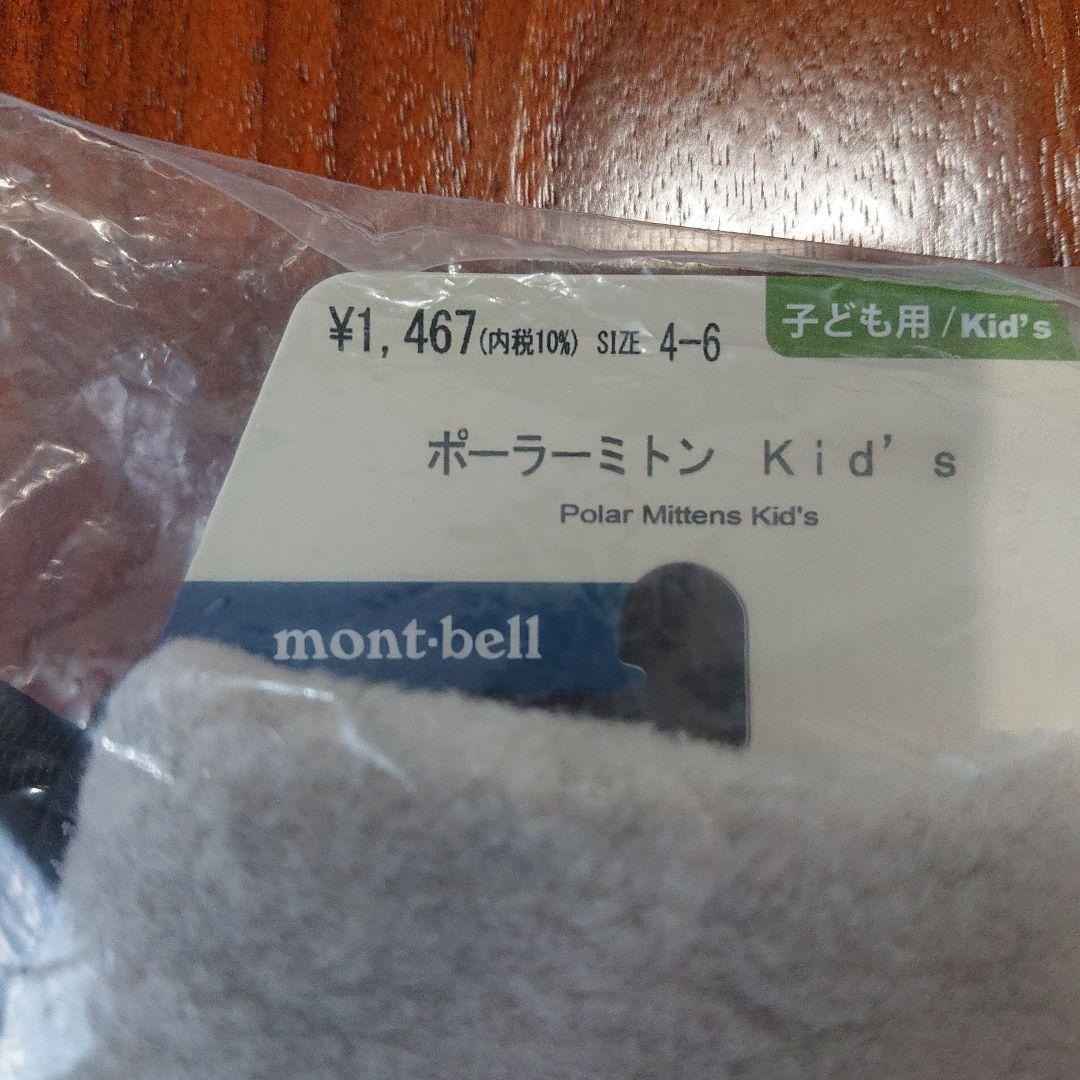 ¥1,467(内税10%) SIZE 4-6
子ども用/Kid's
ポーラーミトン Kid's
Polar Mittens Kid's
mont·bell